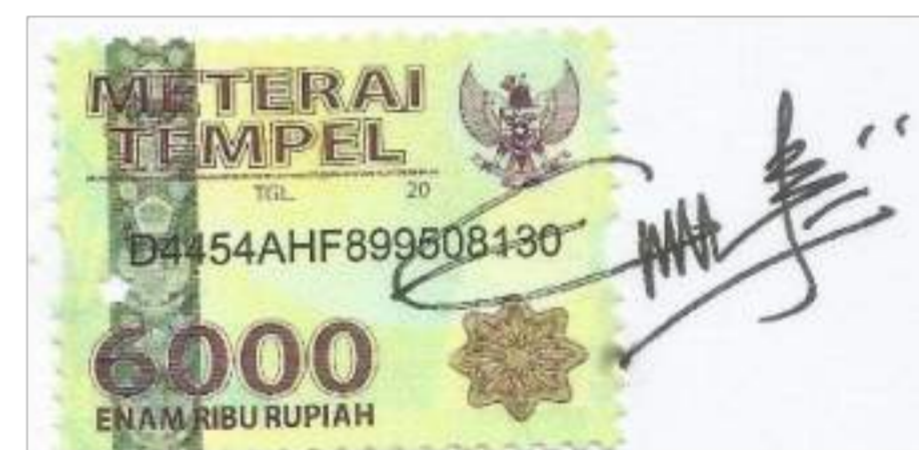 METERAI
TEMPEL
TGL. 20
D4454AHF899508130
6000
ENAM RIBU RUPIAH